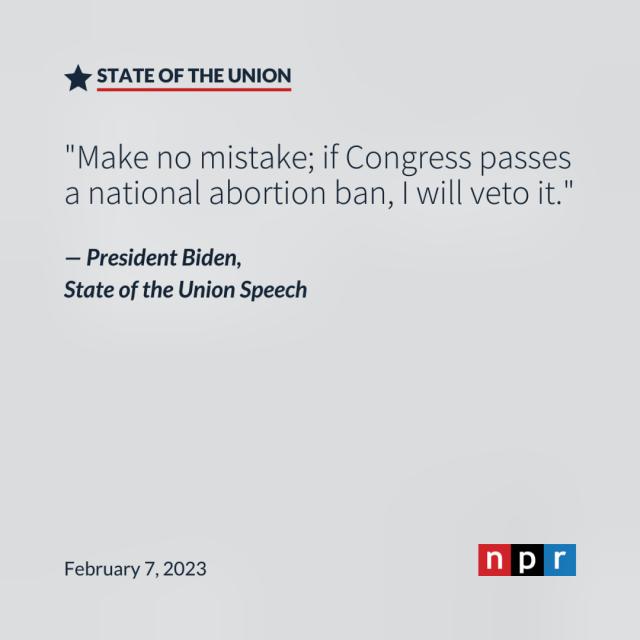 STATE OF THE UNION
"Make no mistake; if Congress passes
a national abortion ban, I will veto it."
— President Biden,
State of the Union Speech
February 7, 2023
npr